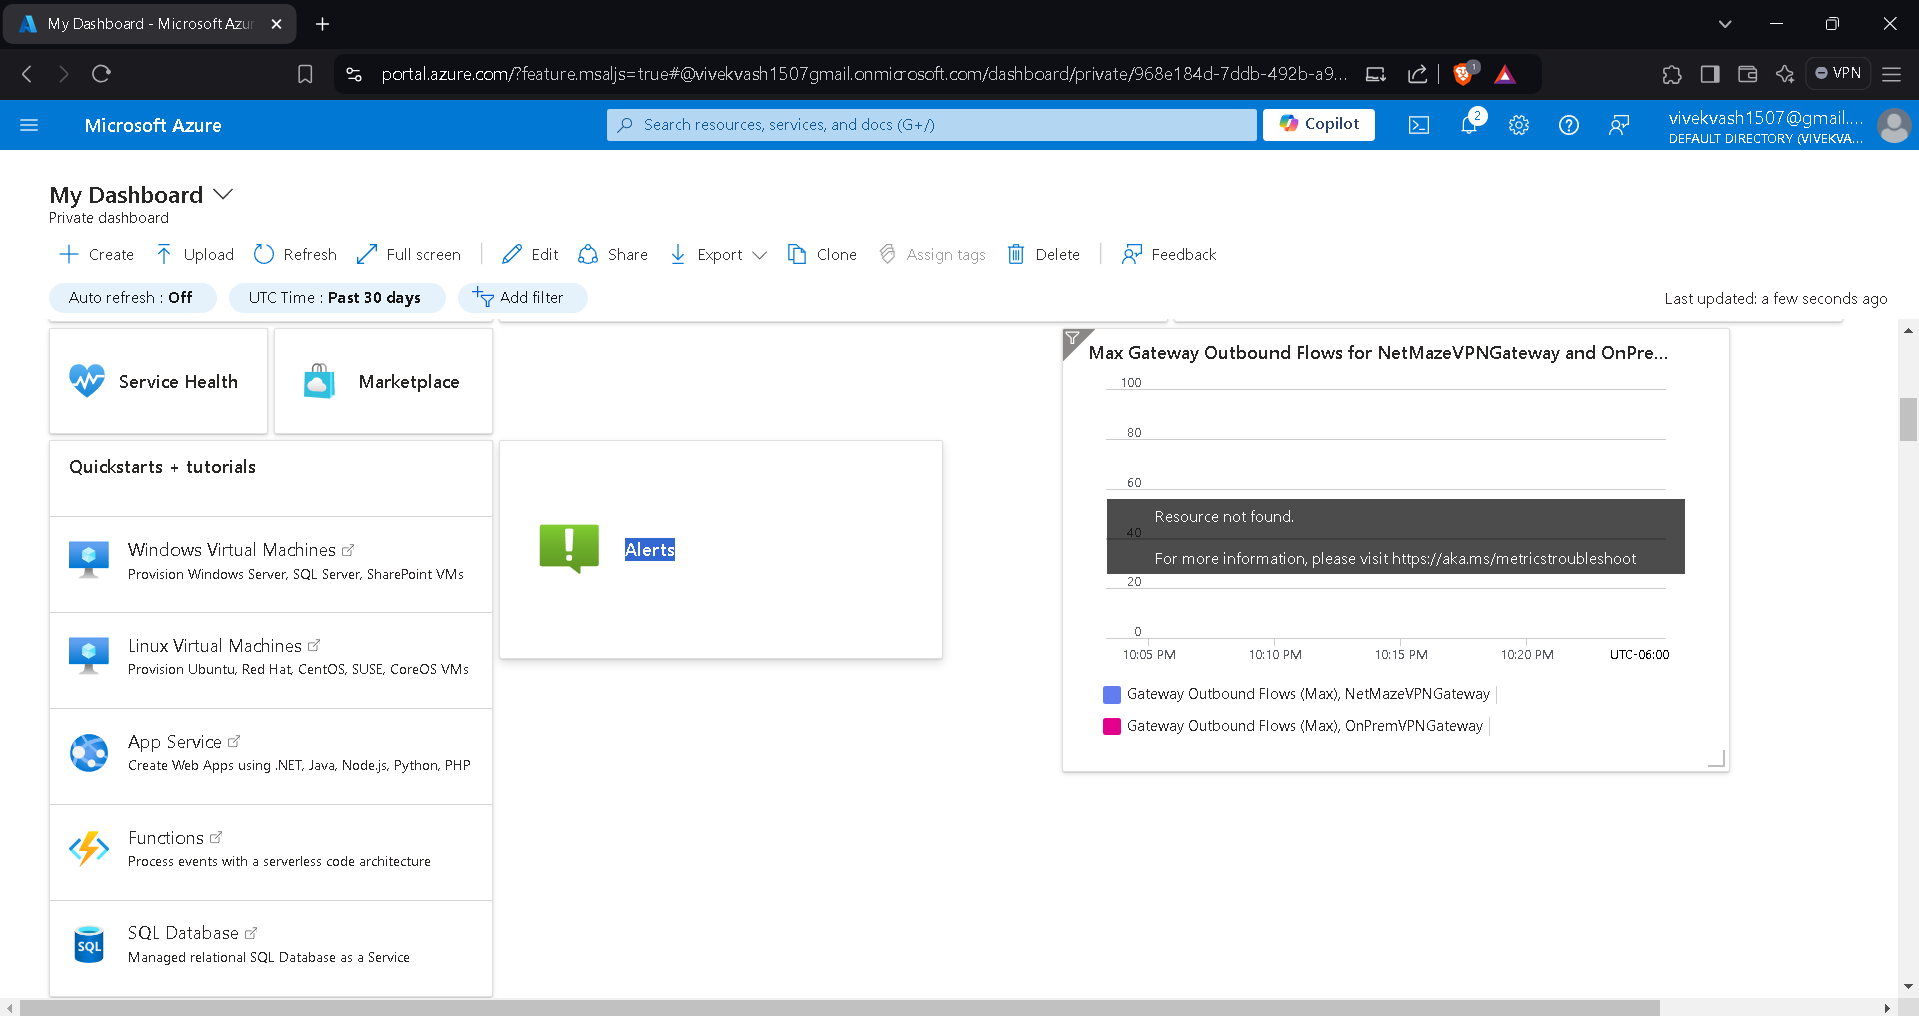 My Dashboard - Microsoft Azur
portal.azure.com/?feature.msaljs=true#@vivekvash1507gmail.onmicrosoft.com/dashboard/private/968e184d-7ddb-492b-a9...
1
VPN
Microsoft Azure
Search resources, services, and docs (G+/)
Copilot
2
vivekvash1507@gmail....
DEFAULT DIRECTORY (VIVEKVA...
My Dashboard
Private dashboard
Create
Upload
Refresh
Full screen
Edit
Share
Export
Clone
Assign tags
Delete
Feedback
Auto refresh : Off
UTC Time : Past 30 days
Add filter
Last updated: a few seconds ago
Service Health
Marketplace
Quickstarts + tutorials
Windows Virtual Machines
Provision Windows Server, SQL Server, SharePoint VMs
Linux Virtual Machines
Provision Ubuntu, Red Hat, CentOS, SUSE, CoreOS VMs
App Service
Create Web Apps using .NET, Java, Node.js, Python, PHP
Functions
Process events with a serverless code architecture
SQL
SQL Database
Managed relational SQL Database as a Service
Alerts
Max Gateway Outbound Flows for NetMazeVPNGateway and OnPre...
100
80
60
Resource not found.
40
For more information, please visit https://aka.ms/metricstroubleshoot
20
0
10:05 PM
10:10 PM
10:15 PM
10:20 PM
UTC-06:00
Gateway Outbound Flows (Max), NetMazeVPNGateway
Gateway Outbound Flows (Max), OnPremVPNGateway